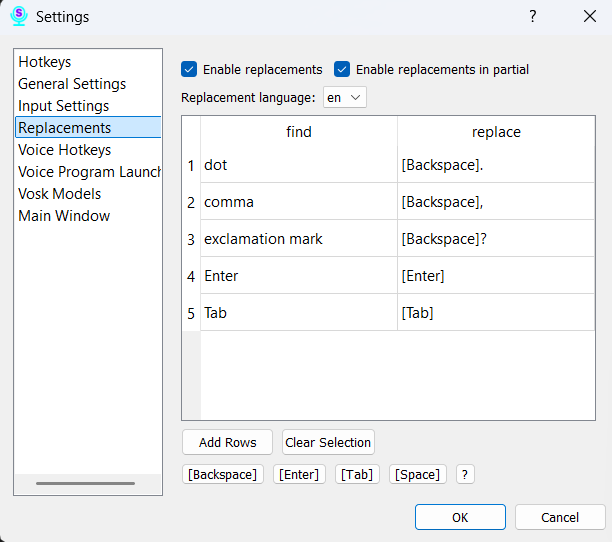 Settings
?
Hotkeys
General Settings
Input Settings
Replacements
Voice Hotkeys
Voice Program Launch
Vosk Models
Main Window
Enable replacements Enable replacements in partial
Replacement language: en
find replace
1 dot [Backspace].
2 comma [Backspace],
3 exclamation mark [Backspace]?
4 Enter [Enter]
5 Tab [Tab]
Add Rows Clear Selection
[Backspace] [Enter] [Tab] [Space] ?
OK Cancel